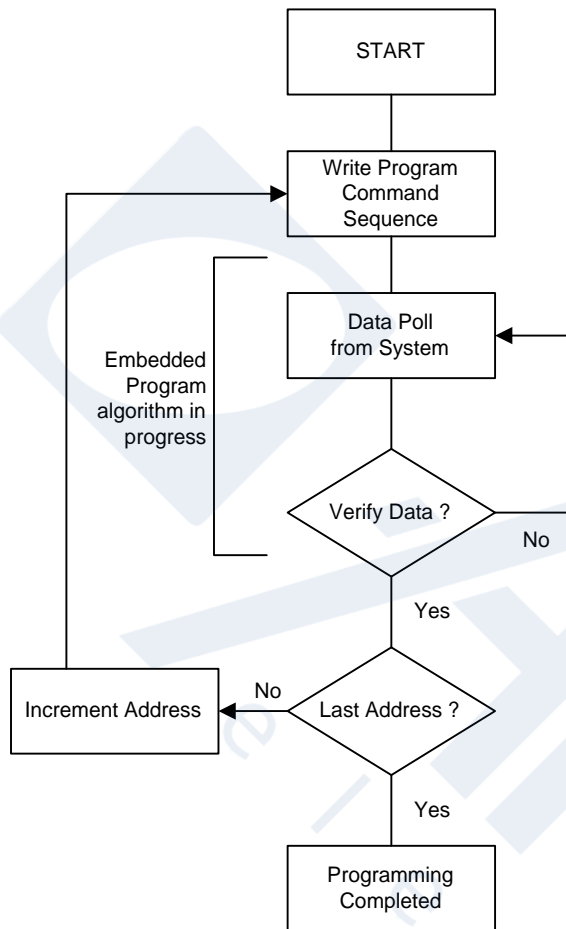 START
Write Program
Command
Sequence
Data Poll
from System
Embedded
Program
algorithm in
progress
Verify Data ?
No
Yes
Increment Address
No
Last Address ?
Yes
Programming
Completed